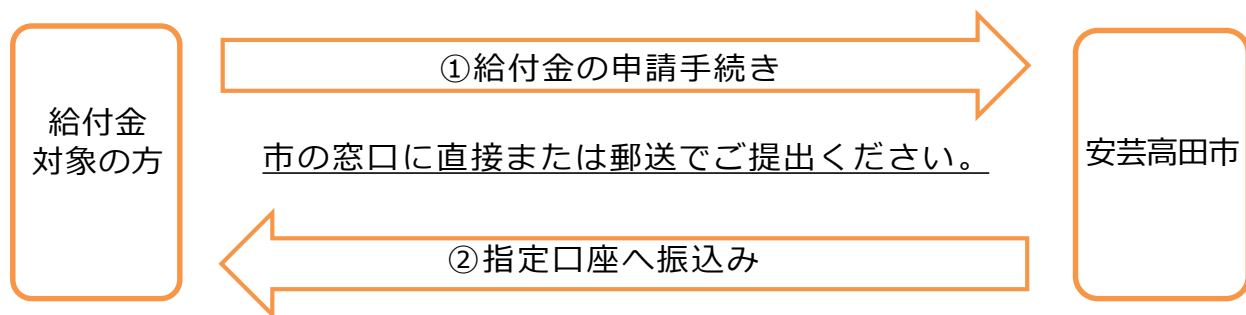 給付金
対象の方
①給付金の申請手続き
市の窓口に直接または郵送でご提出ください。
②指定口座へ振込み
安芸高田市